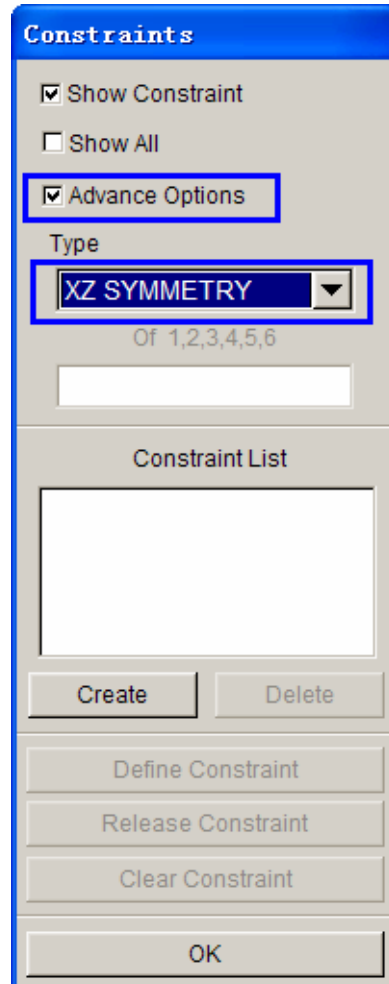 Constraints
Show Constraint
Show All
Advance Options
Type
XZ SYMMETRY
Of 1,2,3,4,5,6
Constraint List
Create Delete
Define Constraint
Release Constraint
Clear Constraint
OK